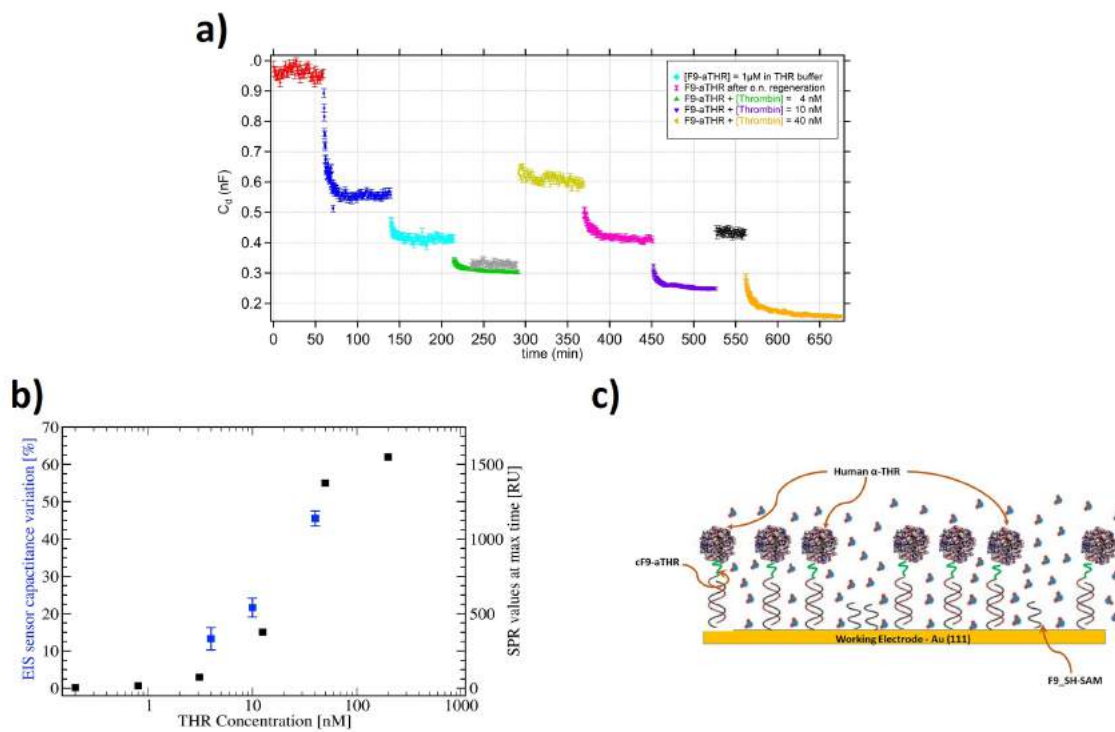 a)
.0
0.9
0.8
0.7
0.6
0.5
0.4
0.3
0.2
C_d (nF)
[F9-aTHR] = 1µM in THR buffer
F9-aTHR after o.n. regeneration
F9-aTHR + [Thrombin] = 4 nM
F9-aTHR + [Thrombin] = 10 nM
F9-aTHR + [Thrombin] = 40 nM
0 50 100 150 200 250 300 350 400 450 500 550 600 650
time (min)
b)
EIS sensor capactitance variation [%]
70
60
50
40
30
20
10
0
1500
1000
500
0
SPR values at max time [RU]
1 10 100 1000
THR Concentration [nM]
c)
Human α-THR
cF9-aTHR
Working Electrode - Au (111)
F9_SH-SAM